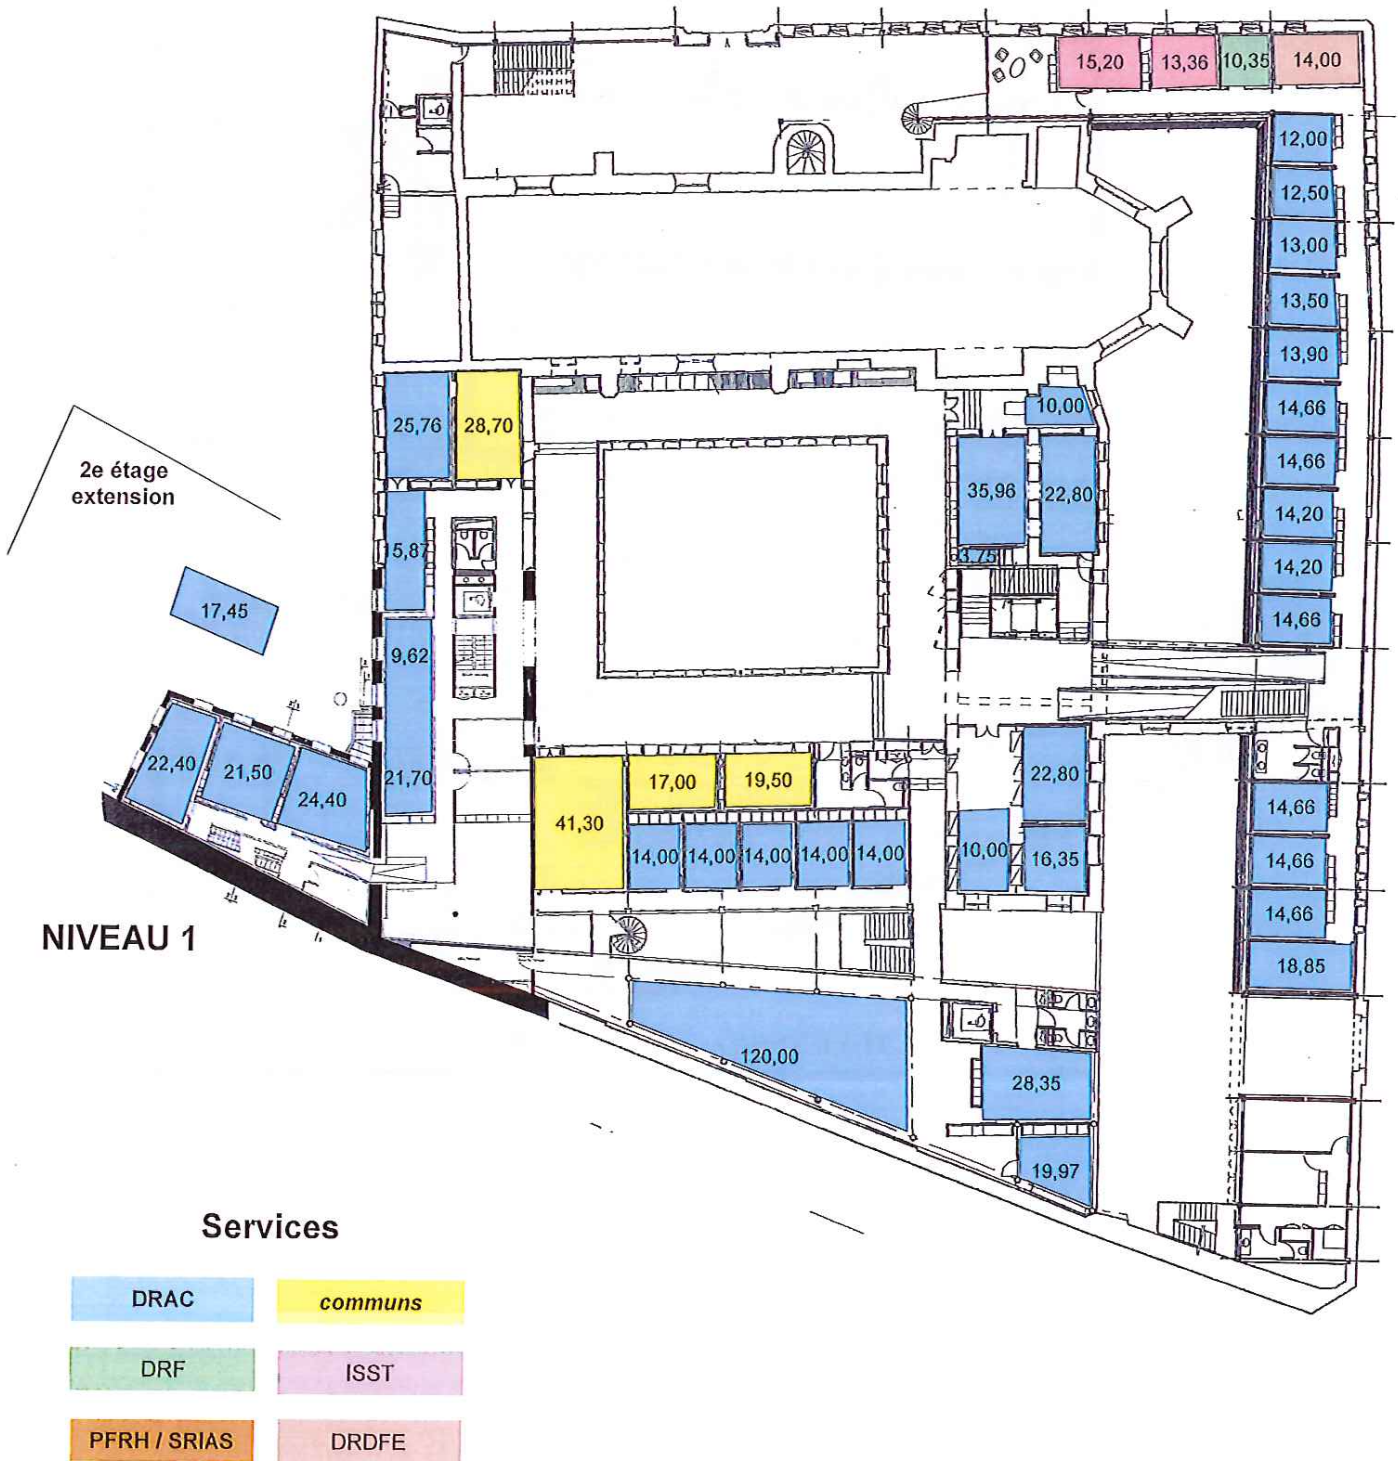 15,20 13,36 10,35 14,00
12,00
12,50
13,00
13,50
13,90
10,00
14,66
25,76 28,70
14,66
2e étage
extension
35,96 22,80
14,20
15,87
3,75
14,20
17,45
14,66
9,62
22,40 21,50 24,40 21,70
17,00 19,50
22,80
14,66
41,30
14,00 14,00 14,00 14,00 14,00
10,00 16,35
14,66
14,66
NIVEAU 1
18,85
120,00
28,35
19,97
Services
DRAC communs
DRF ISST
PFRH / SRIAS DRDFE